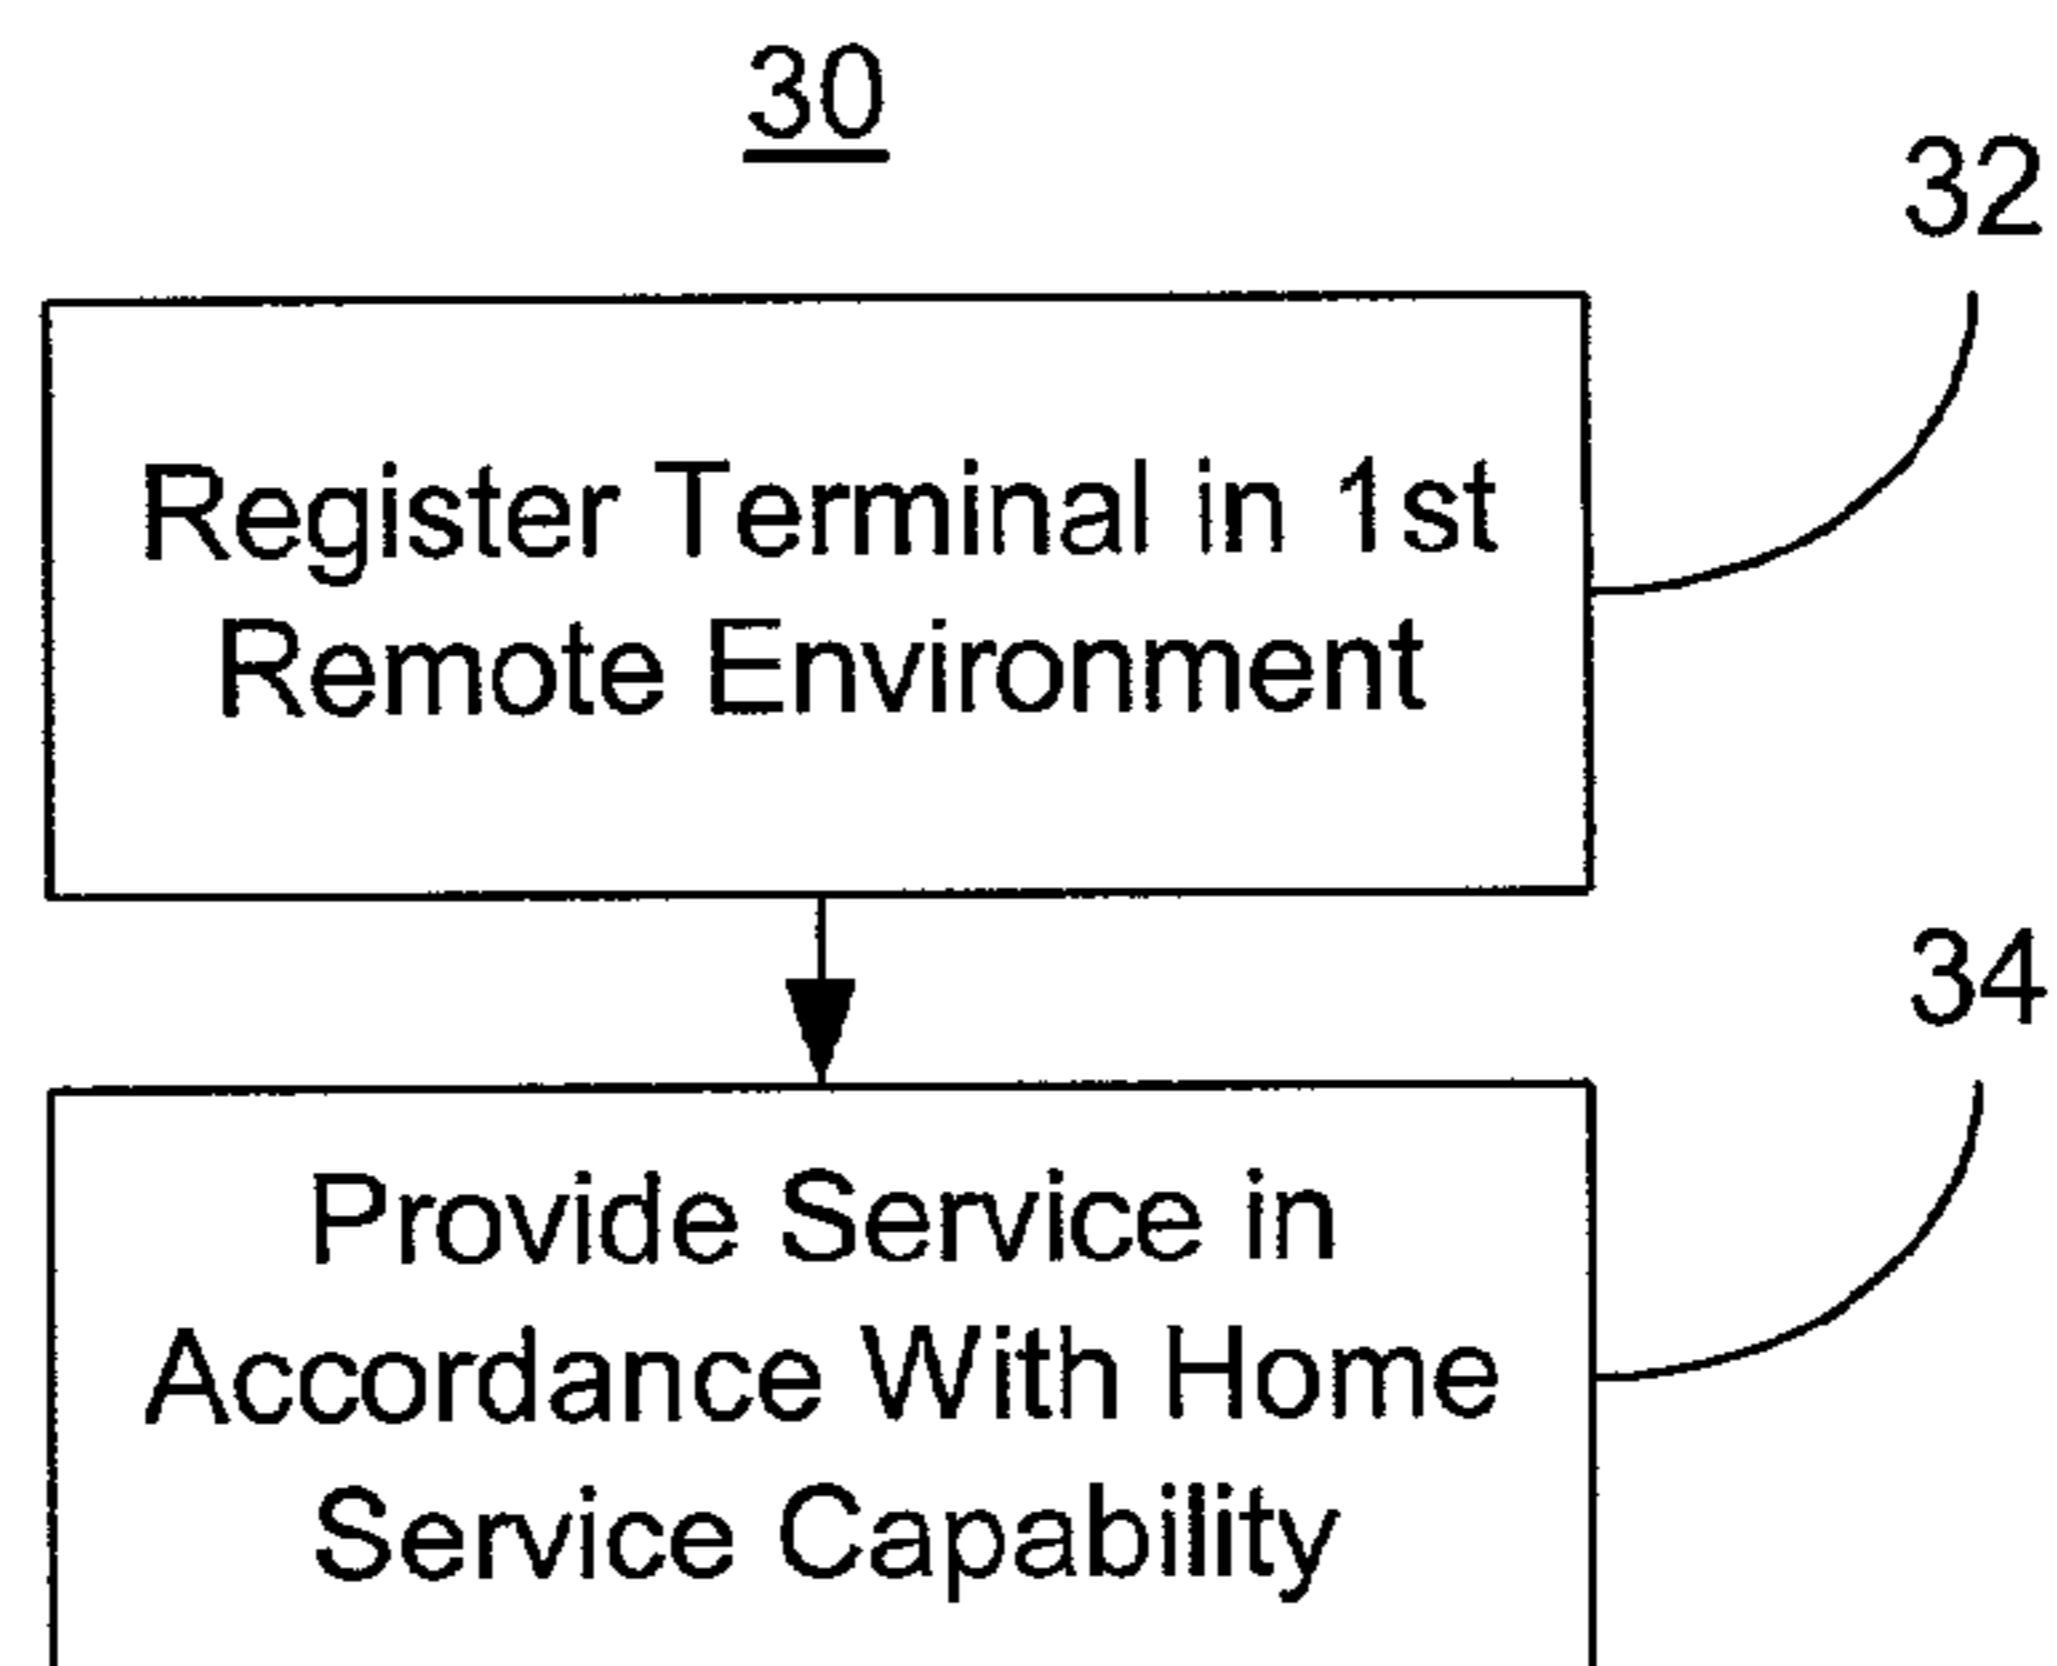 30
32
Register Terminal in 1st
Remote Environment
34
Provide Service in
Accordance With Home
Service Capability